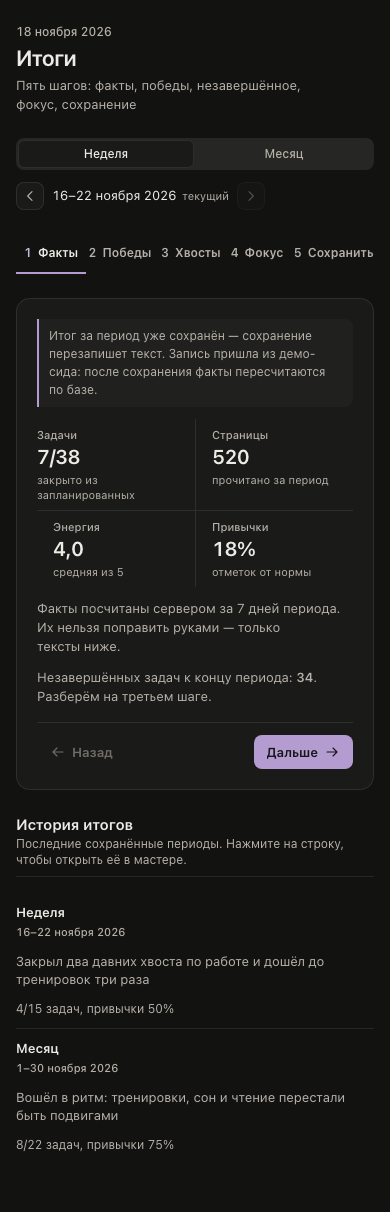 18 ноября 2026
Итоги
Пять шагов: факты, победы, незавершённое,
фокус, сохранение
Неделя
Месяц
16–22 ноября 2026 текущий
1 Факты 2 Победы 3 Хвосты 4 Фокус 5 Сохранить
Итог за период уже сохранён — сохранение
перезапишет текст. Запись пришла из демо-
сида: после сохранения факты пересчитаются
по базе.
Задачи
7/38
закрыто из
запланированных
Страницы
520
прочитано за период
Энергия
4,0
средняя из 5
Привычки
18%
отметок от нормы
Факты посчитаны сервером за 7 дней периода.
Их нельзя поправить руками — только
тексты ниже.
Незавершённых задач к концу периода: 34.
Разберём на третьем шаге.
← Назад
Дальше →
История итогов
Последние сохранённые периоды. Нажмите на строку,
чтобы открыть её в мастере.
Неделя
16–22 ноября 2026
Закрыл два давних хвоста по работе и дошёл до
тренировок три раза
4/15 задач, привычки 50%
Месяц
1–30 ноября 2026
Вошёл в ритм: тренировки, сон и чтение перестали
быть подвигами
8/22 задач, привычки 75%